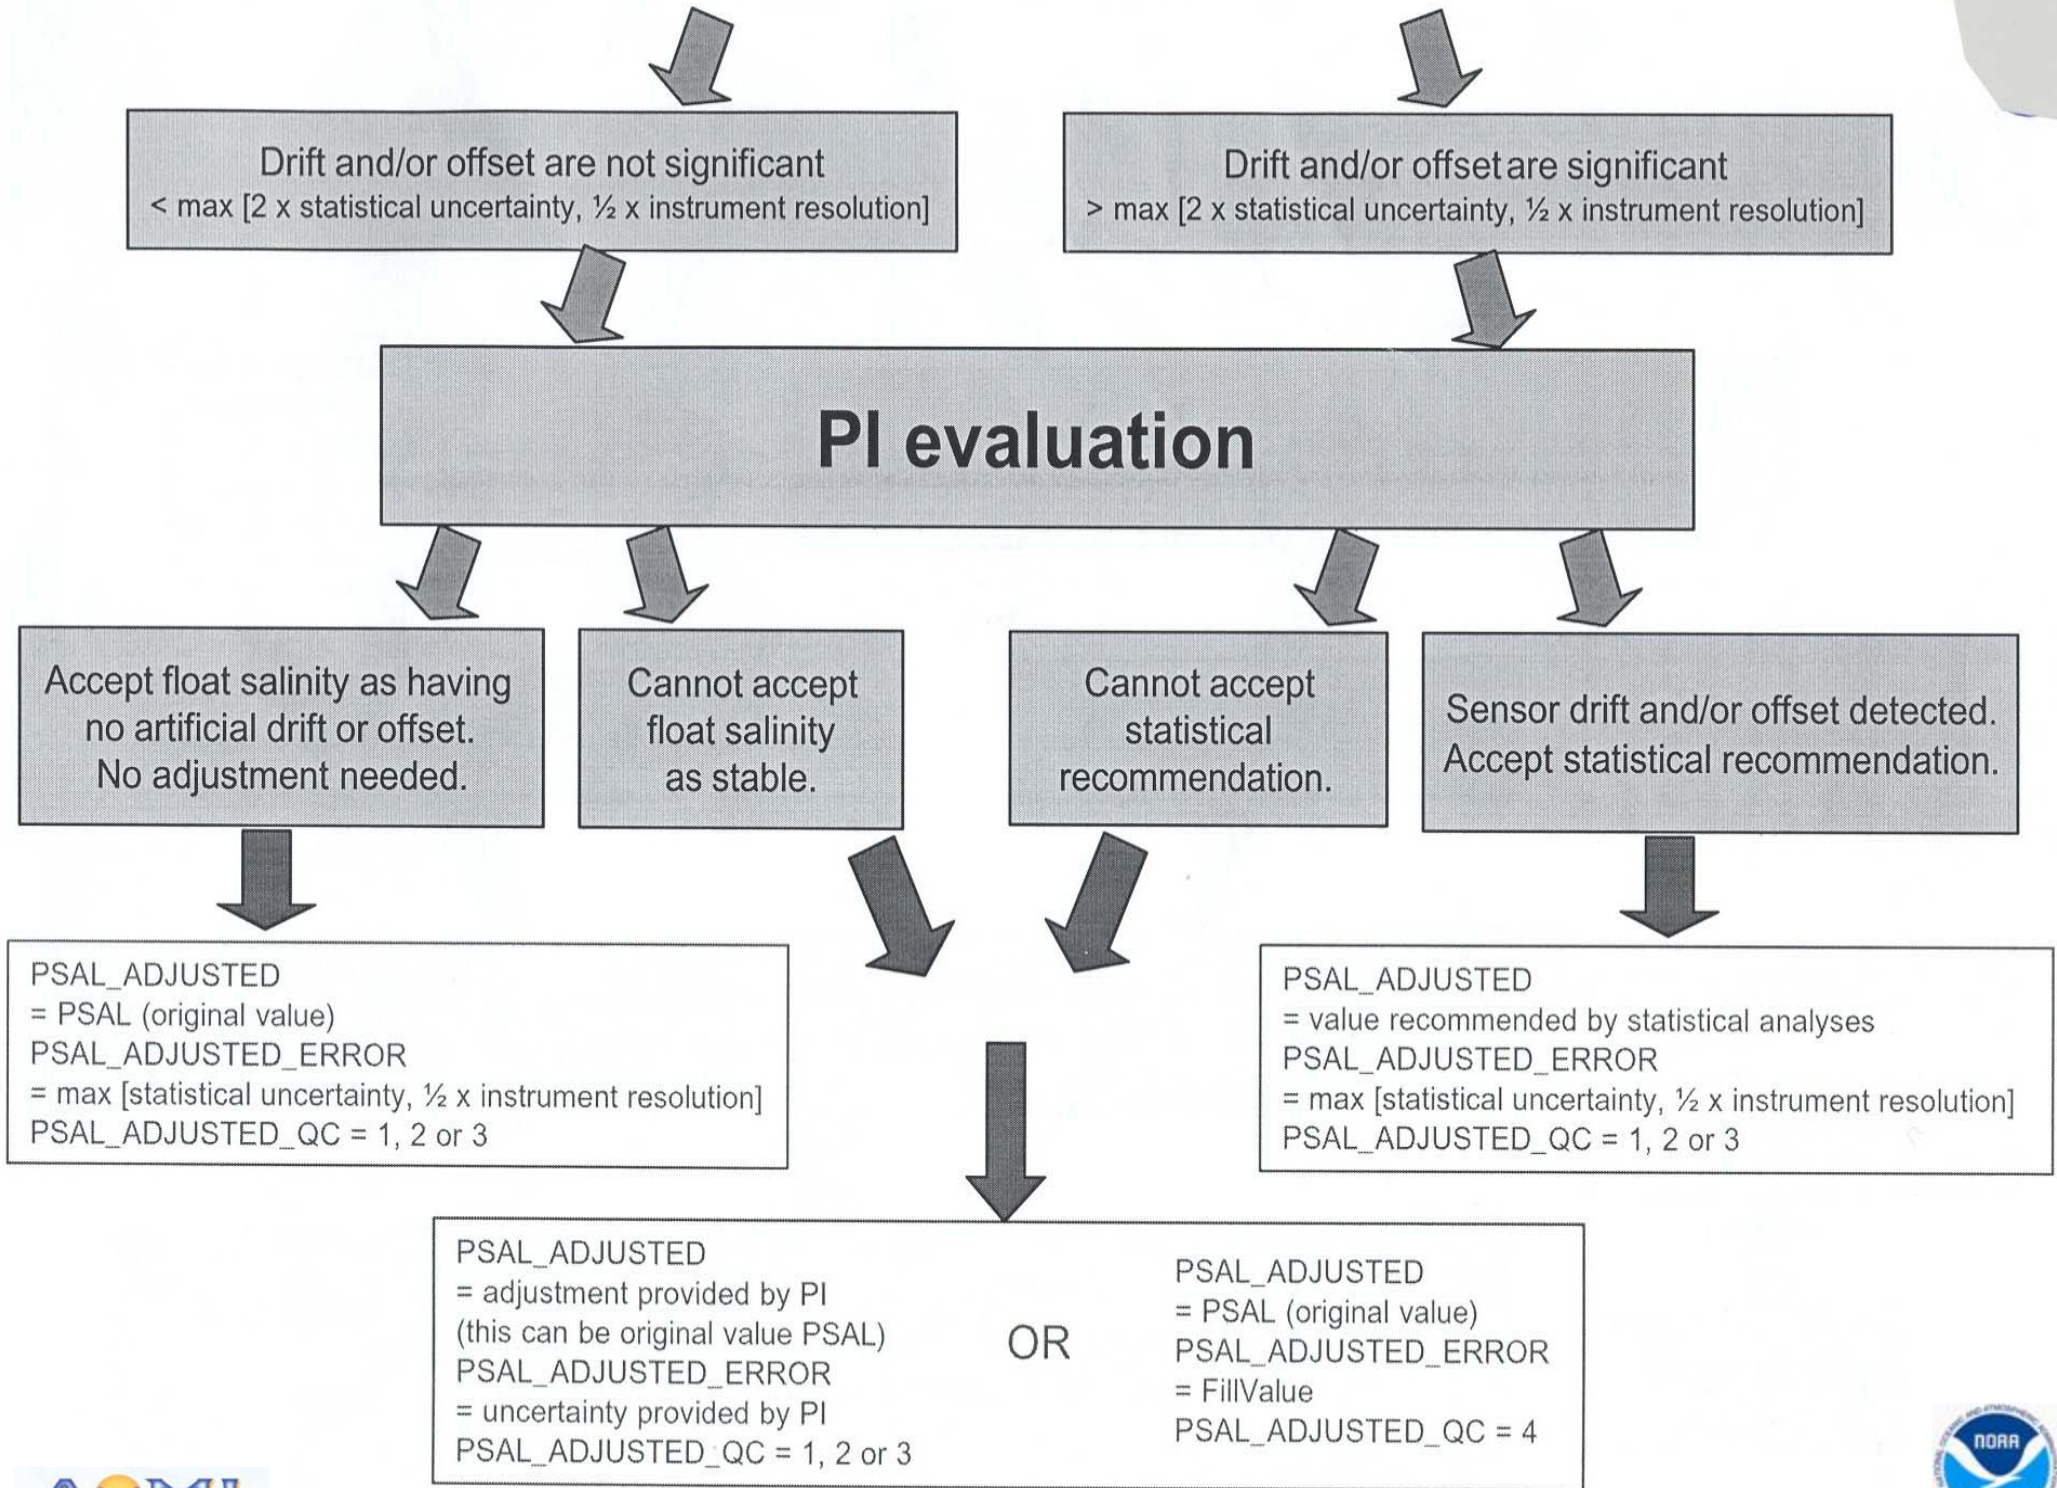 Drift and/or offset are not significant
< max [2 x statistical uncertainty, ½ x instrument resolution]
Drift and/or offset are significant
> max [2 x statistical uncertainty, ½ x instrument resolution]
PI evaluation
Accept float salinity as having
no artificial drift or offset.
No adjustment needed.
Cannot accept
float salinity
as stable.
Cannot accept
statistical
recommendation.
Sensor drift and/or offset detected.
Accept statistical recommendation.
PSAL_ADJUSTED
= PSAL (original value)
PSAL_ADJUSTED_ERROR
= max [statistical uncertainty, ½ x instrument resolution]
PSAL_ADJUSTED_QC = 1, 2 or 3
PSAL_ADJUSTED
= value recommended by statistical analyses
PSAL_ADJUSTED_ERROR
= max [statistical uncertainty, ½ x instrument resolution]
PSAL_ADJUSTED_QC = 1, 2 or 3
PSAL_ADJUSTED
= adjustment provided by PI
(this can be original value PSAL)
PSAL_ADJUSTED_ERROR
= uncertainty provided by PI
PSAL_ADJUSTED_QC = 1, 2 or 3
OR
PSAL_ADJUSTED
= PSAL (original value)
PSAL_ADJUSTED_ERROR
= FillValue
PSAL_ADJUSTED_QC = 4
NOAA